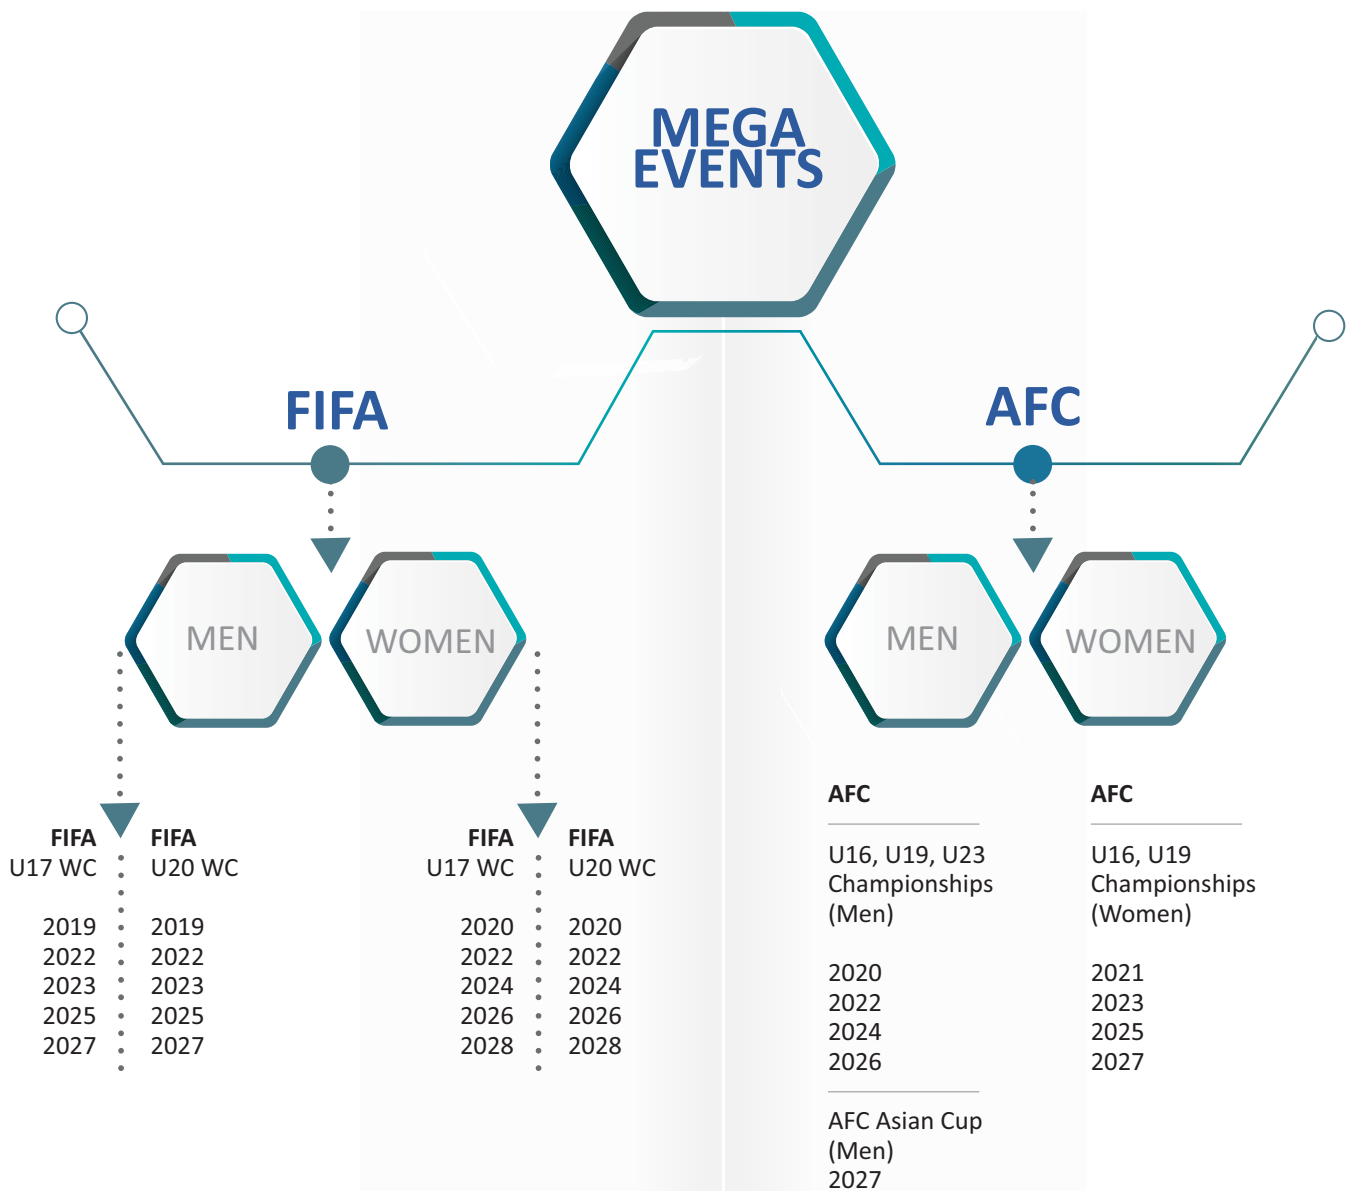 MEGA
EVENTS
FIFA
AFC
MEN
WOMEN
MEN
WOMEN
FIFA
U17 WC
2019
2022
2023
2025
2027
FIFA
U20 WC
2019
2022
2023
2025
2027
FIFA
U17 WC
2020
2022
2024
2026
2028
FIFA
U20 WC
2020
2022
2024
2026
2028
AFC
U16, U19, U23
Championships
(Men)
2020
2022
2024
2026
AFC Asian Cup
(Men)
2027
AFC
U16, U19
Championships
(Women)
2021
2023
2025
2027